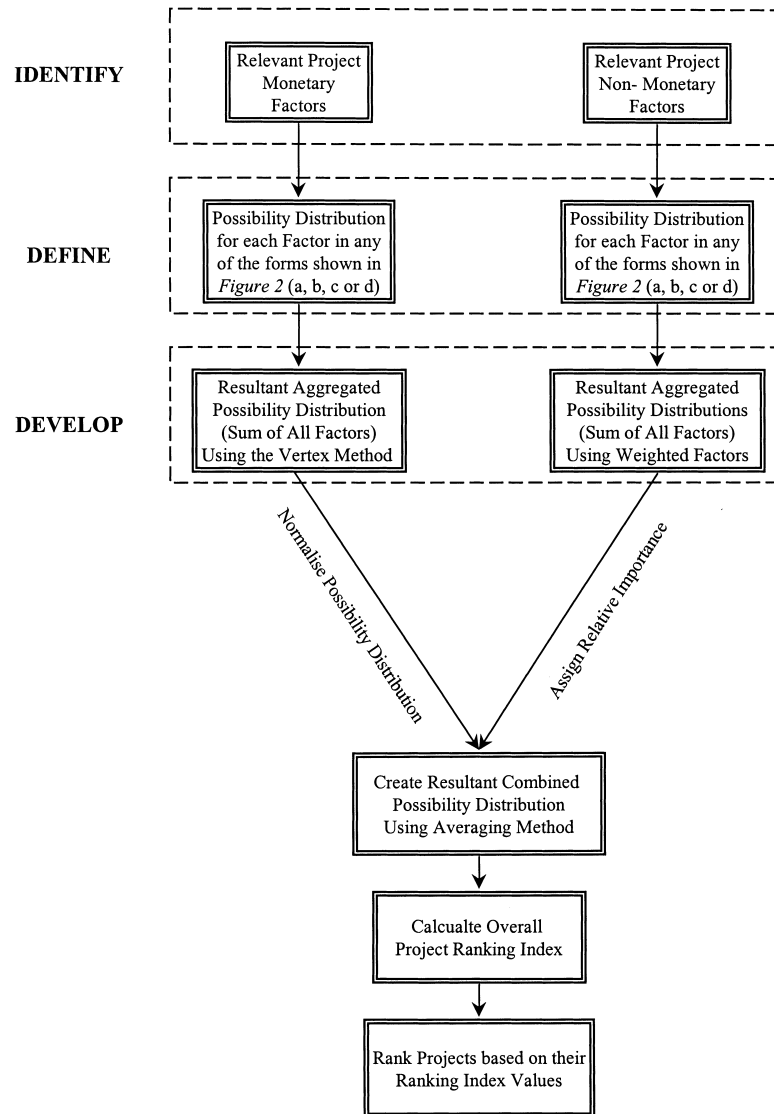 IDENTIFY
Relevant Project
Monetary
Factors
Relevant Project
Non- Monetary
Factors
DEFINE
Possibility Distribution
for each Factor in any
of the forms shown in
Figure 2 (a, b, c or d)
Possibility Distribution
for each Factor in any
of the forms shown in
Figure 2 (a, b, c or d)
DEVELOP
Resultant Aggregated
Possibility Distribution
(Sum of All Factors)
Using the Vertex Method
Resultant Aggregated
Possibility Distributions
(Sum of All Factors)
Using Weighted Factors
Normalise Possibility Distribution
Assign Relative Importance
Create Resultant Combined
Possibility Distribution
Using Averaging Method
Calcualte Overall
Project Ranking Index
Rank Projects based on their
Ranking Index Values